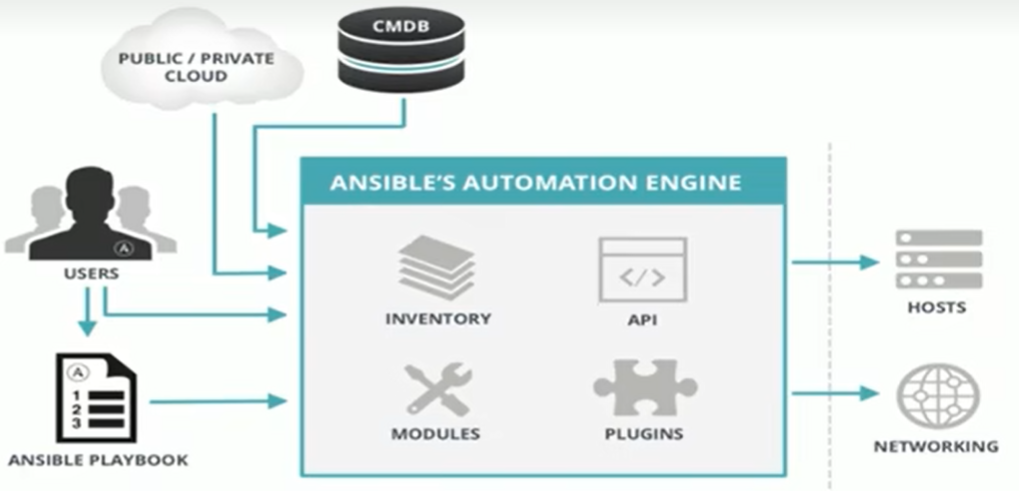 PUBLIC / PRIVATE
CLOUD
CMDB
USERS
A
ANSIBLE PLAYBOOK
A
1
2
3
ANSIBLE'S AUTOMATION ENGINE
INVENTORY
</>
API
MODULES
PLUGINS
HOSTS
NETWORKING